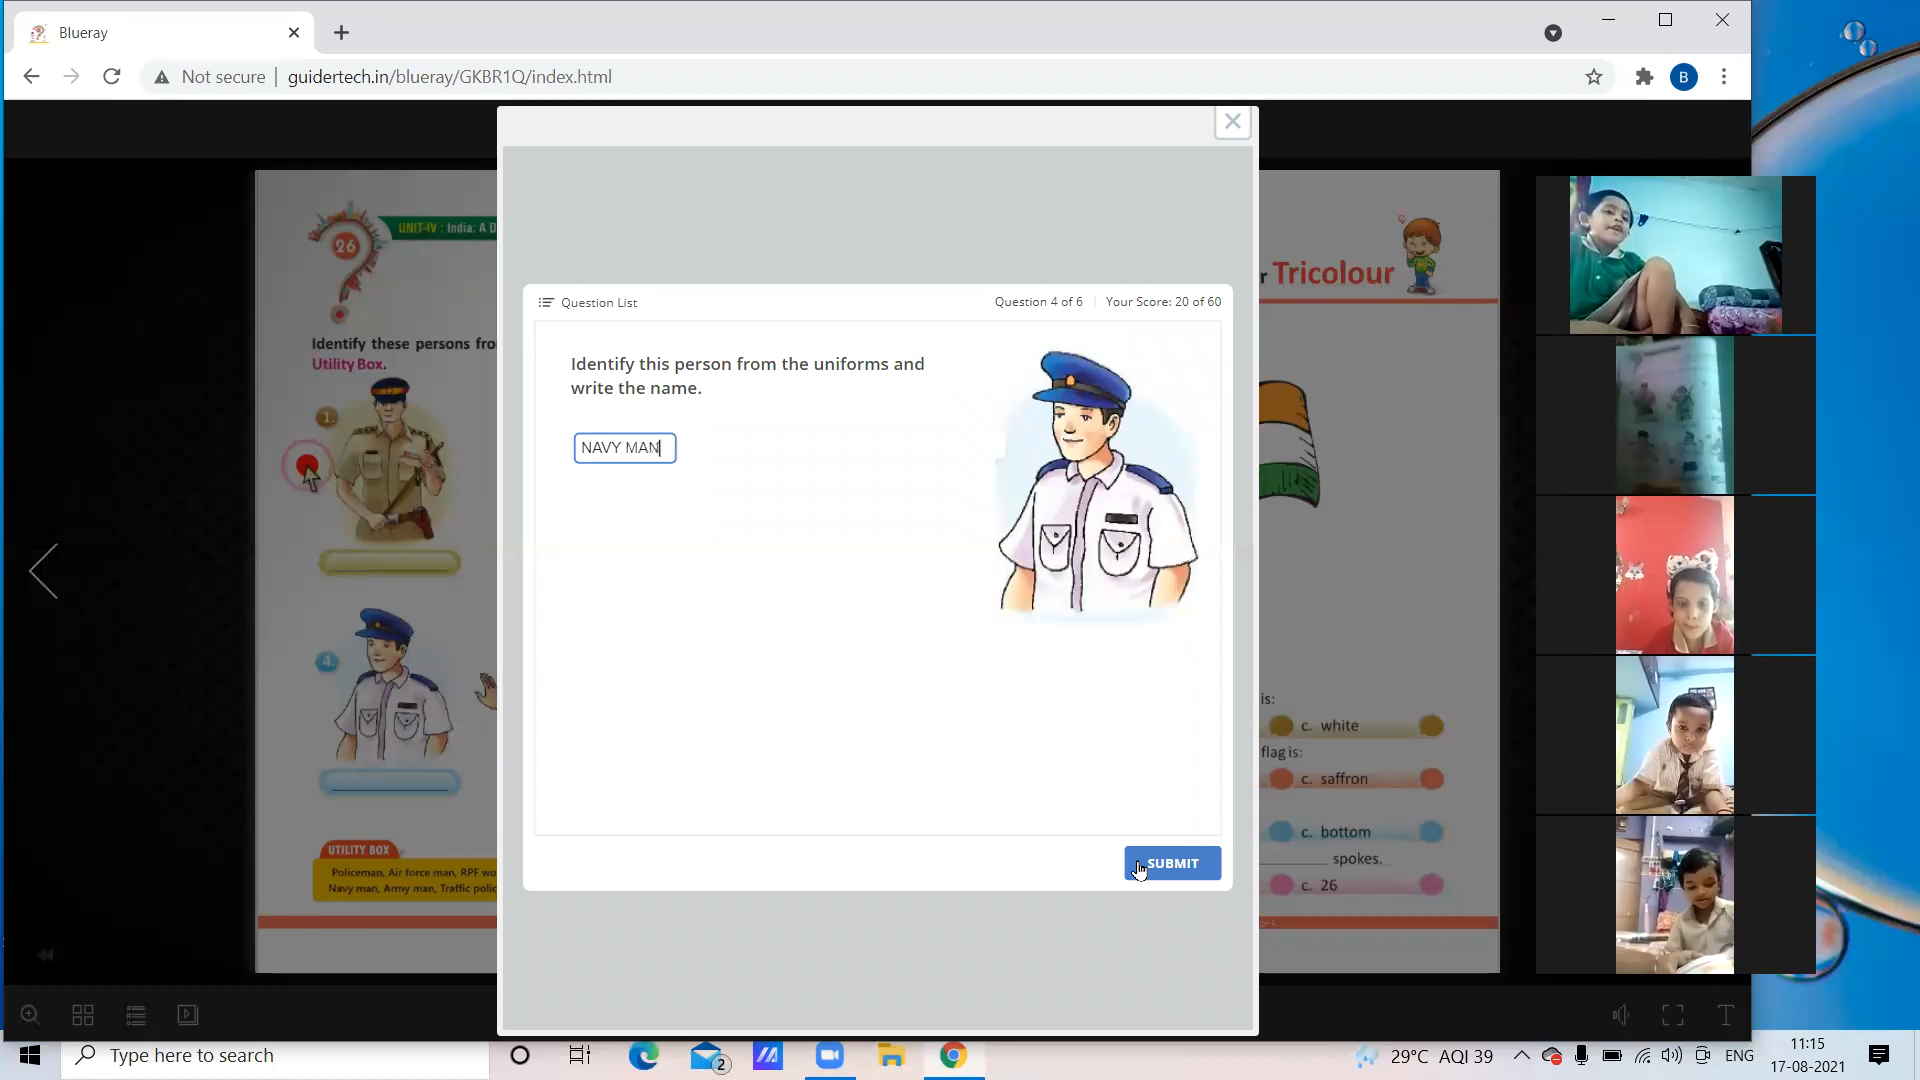 Blueray
Not secure
guidertech.in/blueray/GKBR1Q/index.html
B
26
UNIT-IV : India: A D
Identify these persons fro
Utility Box.
1.
4.
UTILITY BOX
Policeman, Air force man, RPF wo
Navy man, Army man, Traffic polic
Question List
Question 4 of 6
Your Score: 20 of 60
Identify this person from the uniforms and
write the name.
NAVY MAN
SUBMIT
r Tricolour
is:
c. white
flag is:
c. saffron
c. bottom
spokes.
c. 26
Type here to search
2
29°C AQI 39
ENG
11:15
17-08-2021